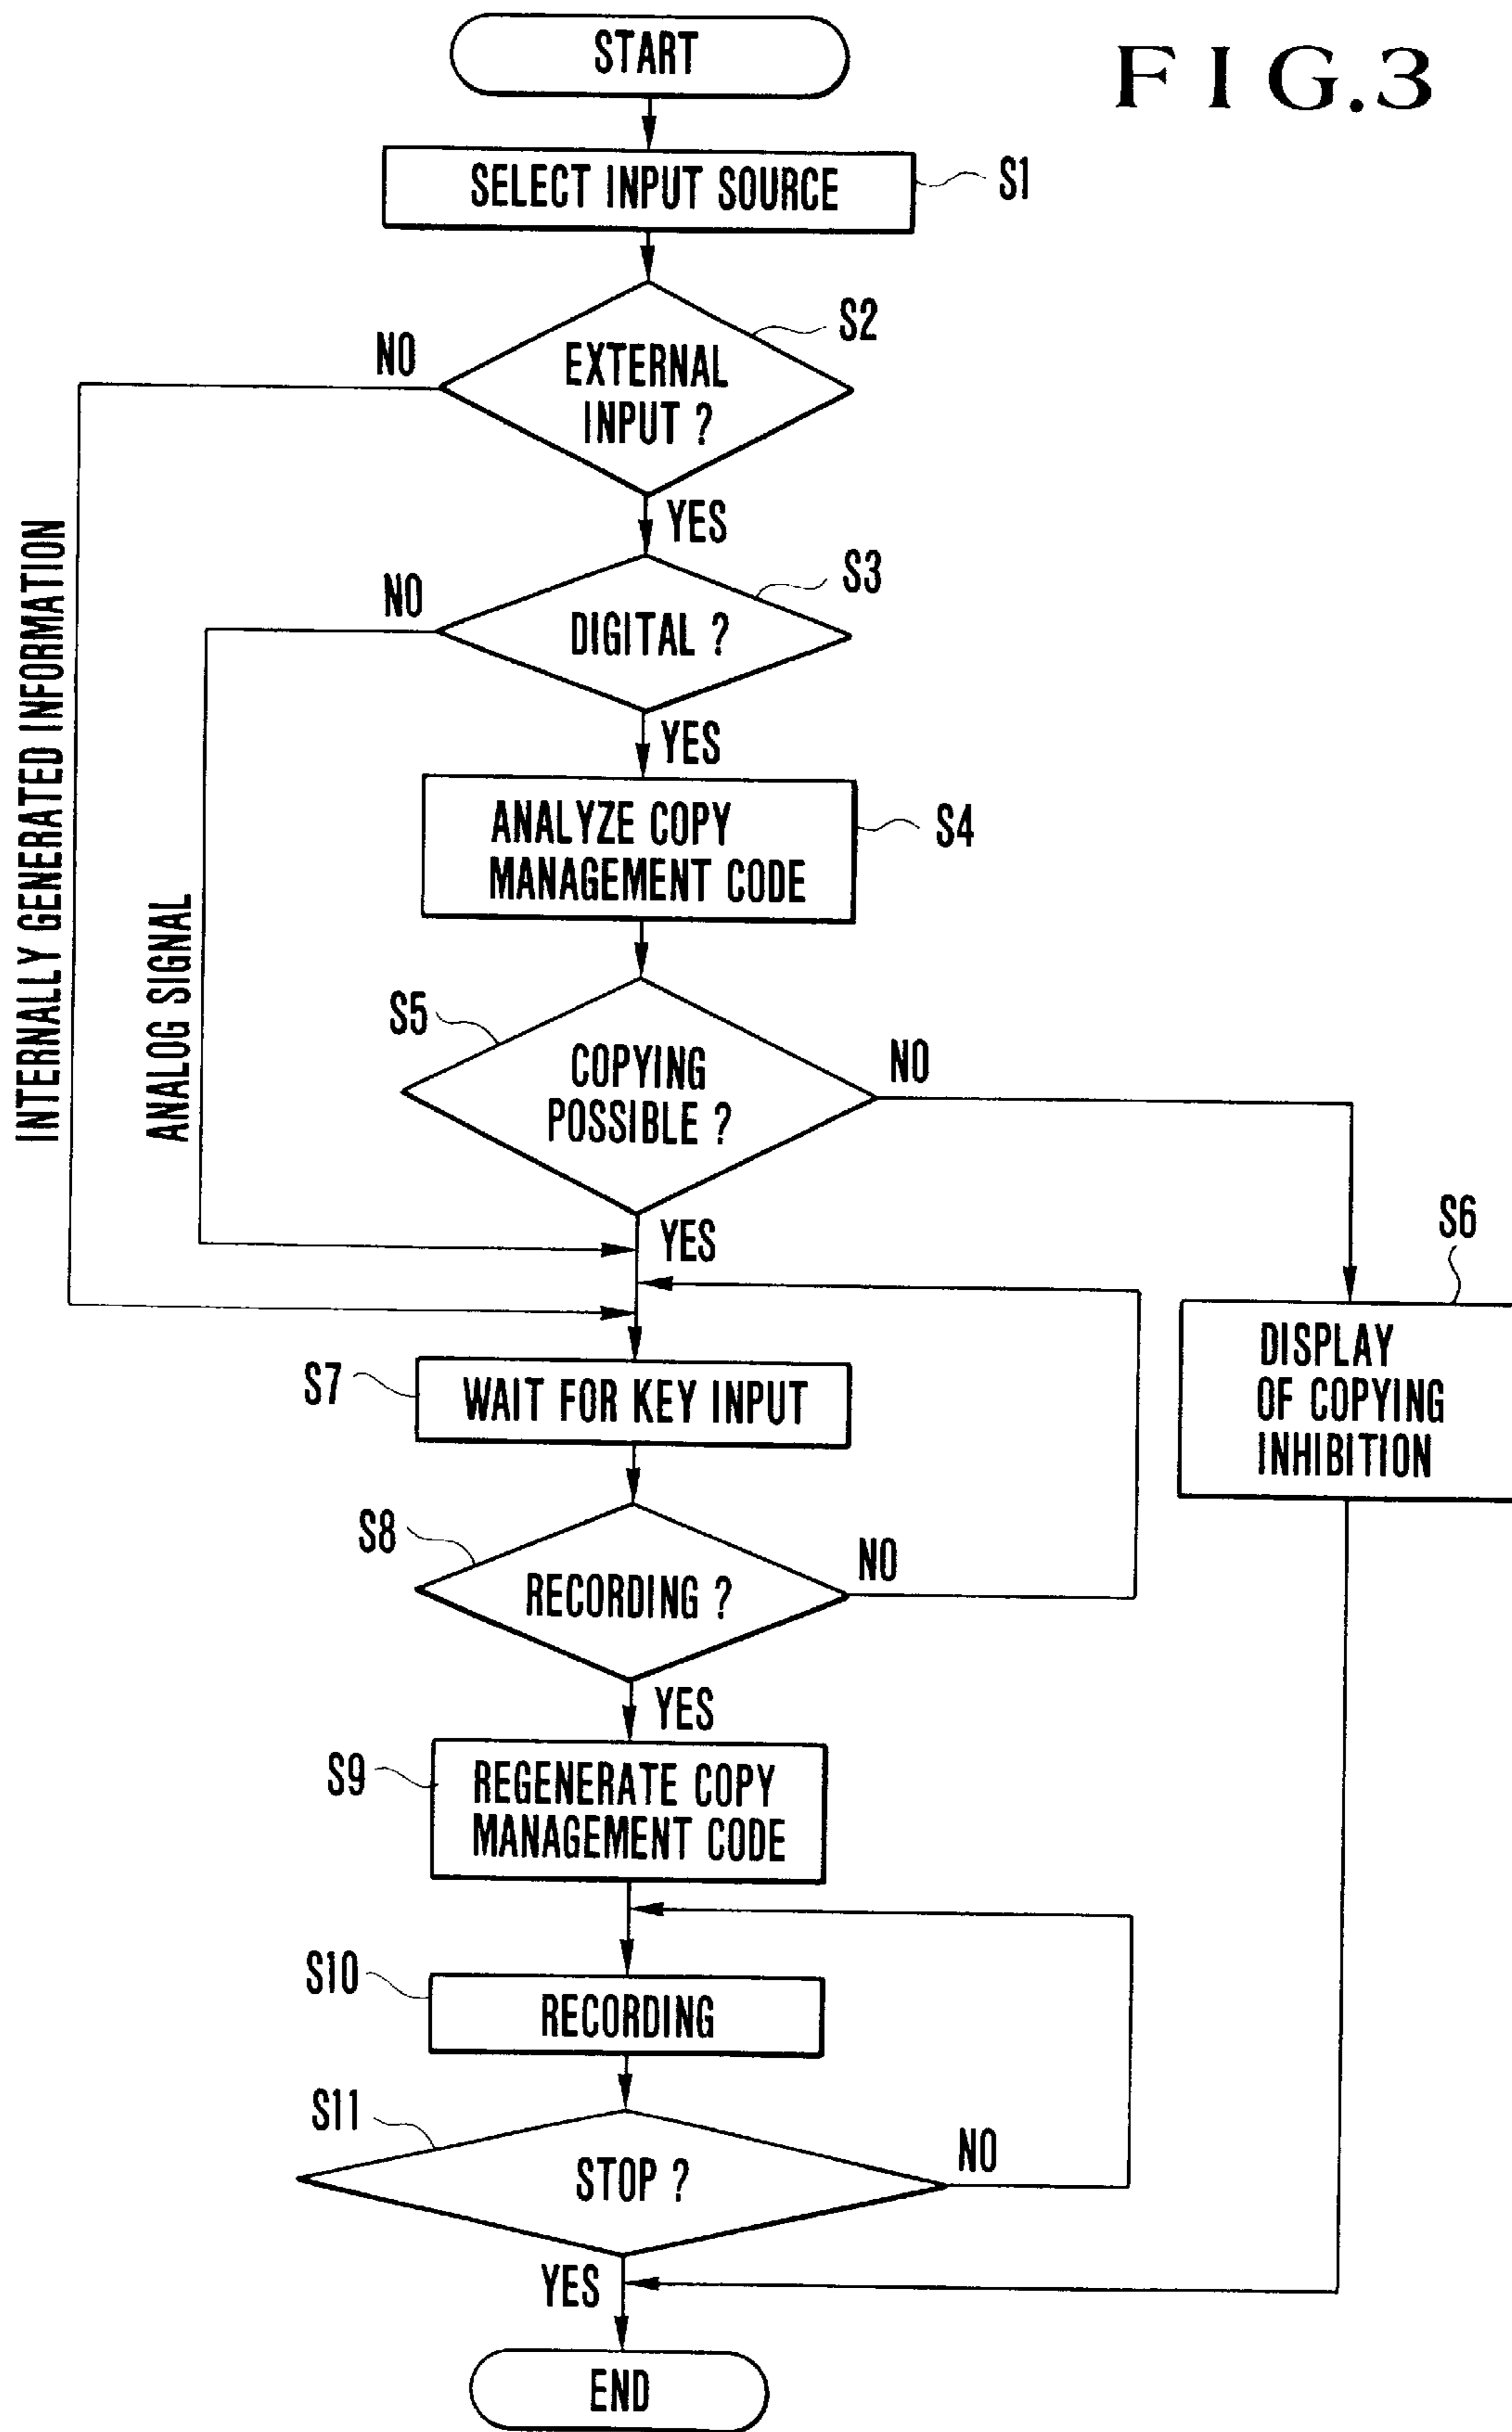 FIG.3
START
SELECT INPUT SOURCE
S1
S2
NO
EXTERNAL
INPUT ?
YES
S3
NO
DIGITAL ?
YES
INTERNALLY GENERATED INFORMATION
ANALOG SIGNAL
ANALYZE COPY
MANAGEMENT CODE
S4
S5
COPYING
POSSIBLE ?
NO
YES
S6
DISPLAY
OF COPYING
INHIBITION
S7
WAIT FOR KEY INPUT
S8
RECORDING ?
NO
YES
S9
REGENERATE COPY
MANAGEMENT CODE
S10
RECORDING
S11
STOP ?
NO
YES
END